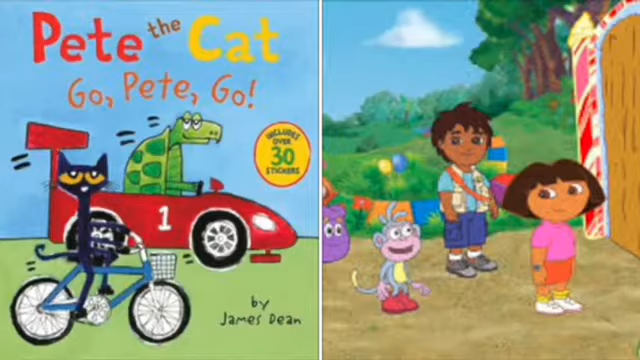 Pete the Cat
Go, Pete, Go!
INCLUDES
OVER
30
STICKERS
1
by
James Dean